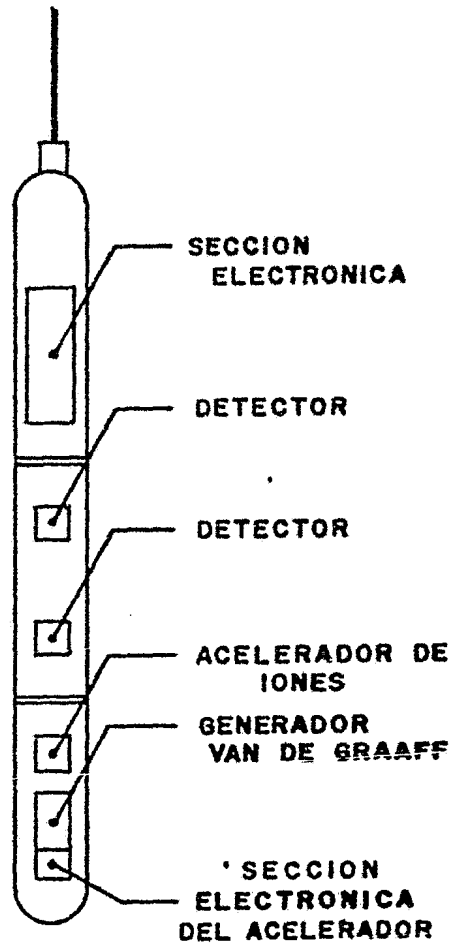 SECCION
ELECTRONICA
DETECTOR
DETECTOR
ACELERADOR DE
IONES
GENERADOR
VAN DE GRAAFF
SECCION
ELECTRONICA
DEL ACELERADOR